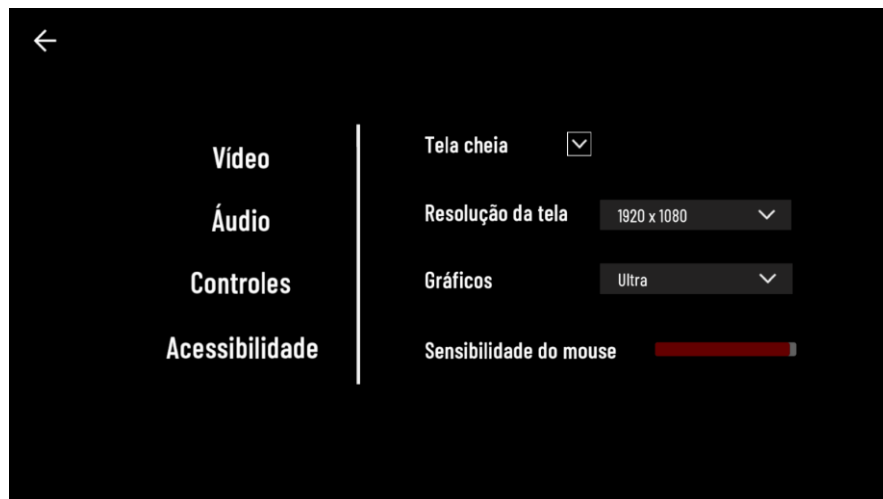 Vídeo
Áudio
Controles
Acessibilidade
Tela cheia
Resolução da tela 1920 x 1080
Gráficos Ultra
Sensibilidade do mouse